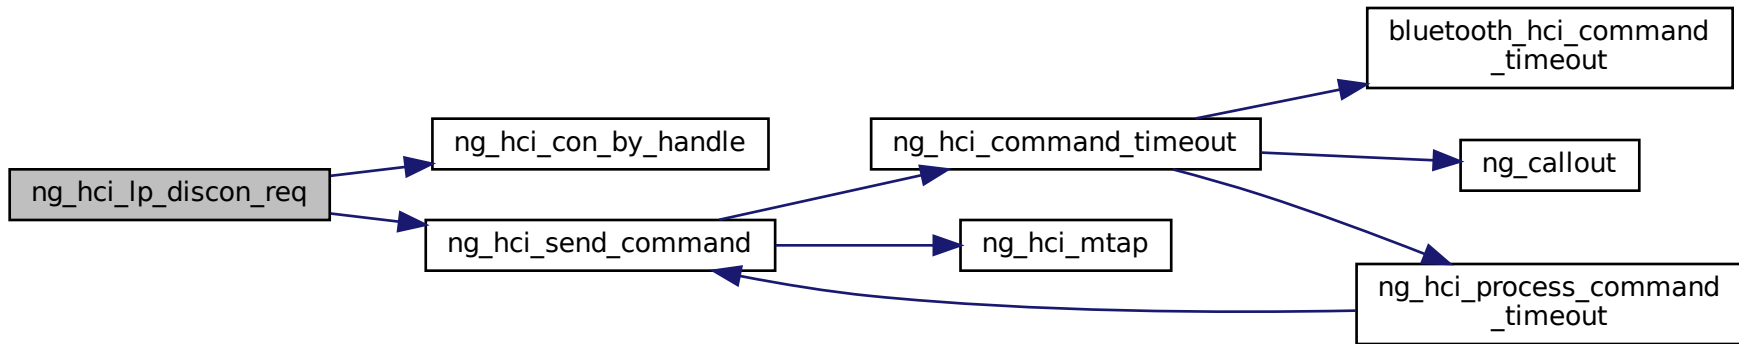 ng_hci_lp_discon_req
ng_hci_con_by_handle
ng_hci_send_command
ng_hci_command_timeout
ng_hci_mtap
bluetooth_hci_command
_timeout
ng_callout
ng_hci_process_command
_timeout